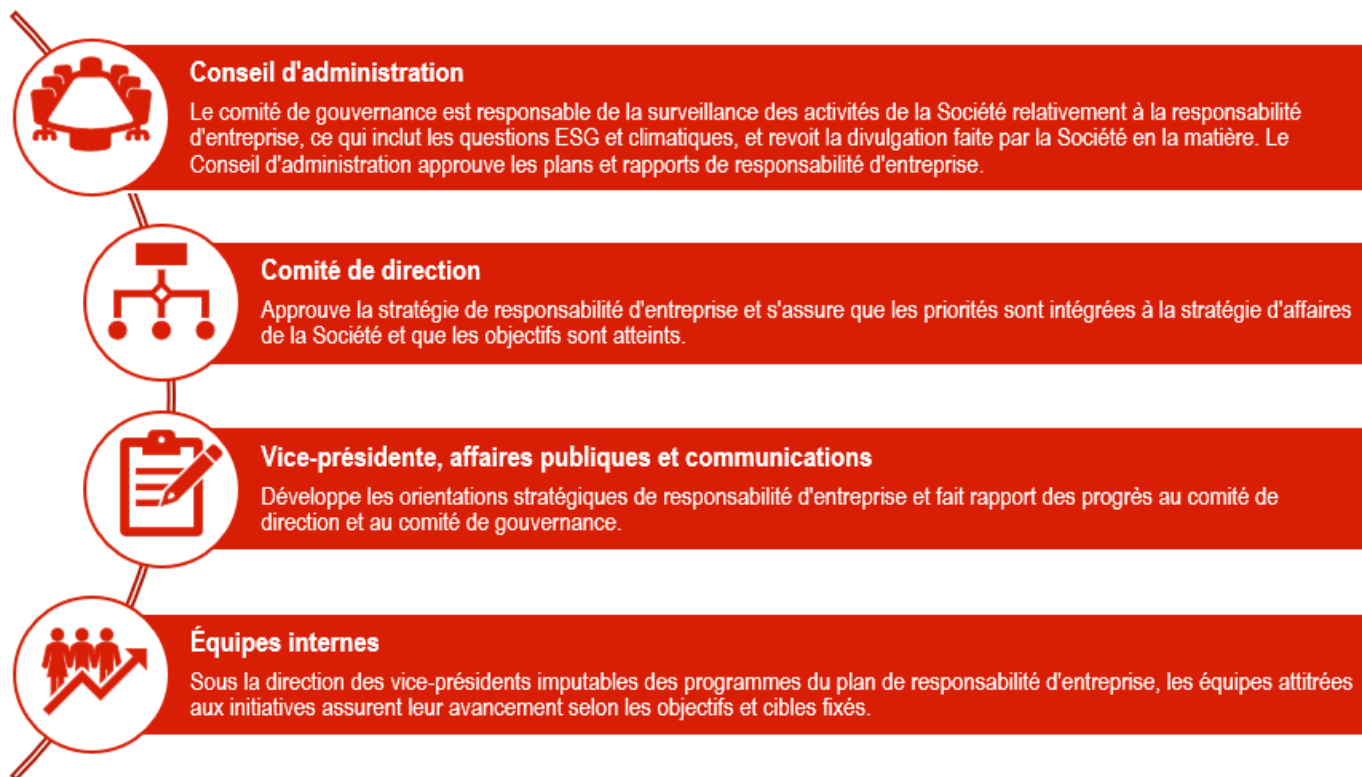 Conseil d'administration
Le comité de gouvernance est responsable de la surveillance des activités de la Société relativement à la responsabilité
d'entreprise, ce qui inclut les questions ESG et climatiques, et revoit la divulgation faite par la Société en la matière. Le
Conseil d'administration approuve les plans et rapports de responsabilité d'entreprise.
Comité de direction
Approuve la stratégie de responsabilité d'entreprise et s'assure que les priorités sont intégrées à la stratégie d'affaires
de la Société et que les objectifs sont atteints.
Vice-présidente, affaires publiques et communications
Développe les orientations stratégiques de responsabilité d'entreprise et fait rapport des progrès au comité de
direction et au comité de gouvernance.
Équipes internes
Sous la direction des vice-présidents imputables des programmes du plan de responsabilité d'entreprise, les équipes attitrées
aux initiatives assurent leur avancement selon les objectifs et cibles fixés.